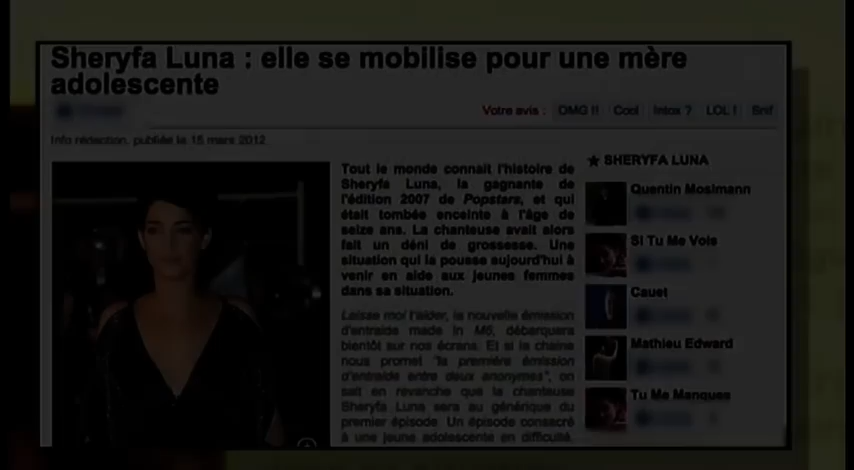 Sheryfa Luna : elle se mobilise pour une mère
adolescente
Votre avis : OMG !! Cool Intox ? LOL ! Snif
Info rédaction, publiée le 15 mars 2012
Tout le monde connaît l'histoire de
Sheryfa Luna, la gagnante de
l'édition 2007 de Popstars, et qui
était tombée enceinte à l'âge de
seize ans. La chanteuse avait alors
fait un déni de grossesse. Une
situation qui la pousse aujourd'hui à
venir en aide aux jeunes femmes
dans sa situation.
Laisse moi t'aider, la nouvelle émission
d'entraide made in M6, débarquera
bientôt sur nos écrans. Et si la chaine
nous promet "la première émission
d'entraide entre deux anonymes", on
sait en revanche que la chanteuse
Sheryfa Luna sera au générique du
premier épisode. Un épisode consacré
à une jeune adolescente en difficulté.
★ SHERYFA LUNA
Quentin Mosimann
Si Tu Me Vois
Cauet
Mathieu Edward
Tu Me Manques